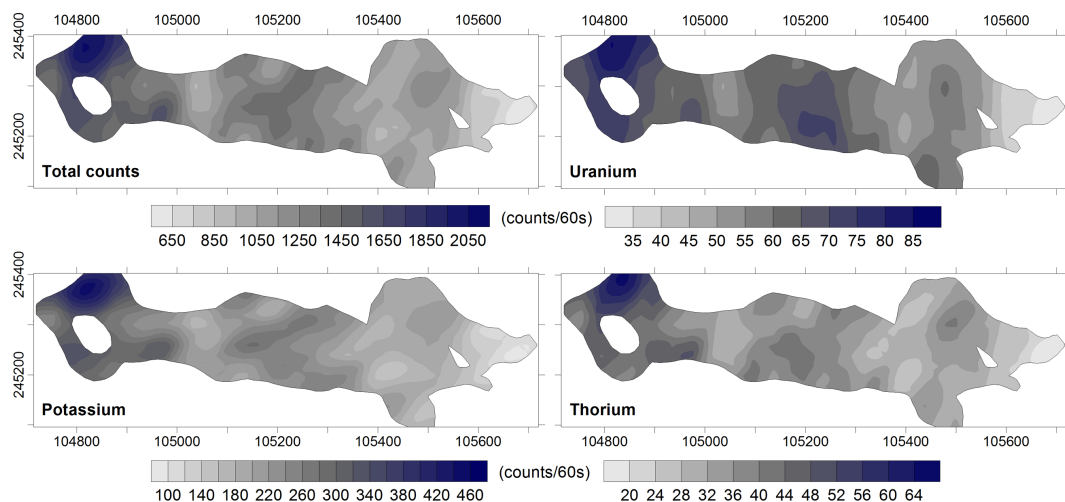 104800 105000 105200 105400 105600 104800 105000 105200 105400 105600
245400
245200
Total counts Uranium
650 850 1050 1250 1450 1650 1850 2050 (counts/60s) 35 40 45 50 55 60 65 70 75 80 85
245400
245200
Potassium Thorium
104800 105000 105200 105400 105600 104800 105000 105200 105400 105600
100 140 180 220 260 300 340 380 420 460 (counts/60s) 20 24 28 32 36 40 44 48 52 56 60 64